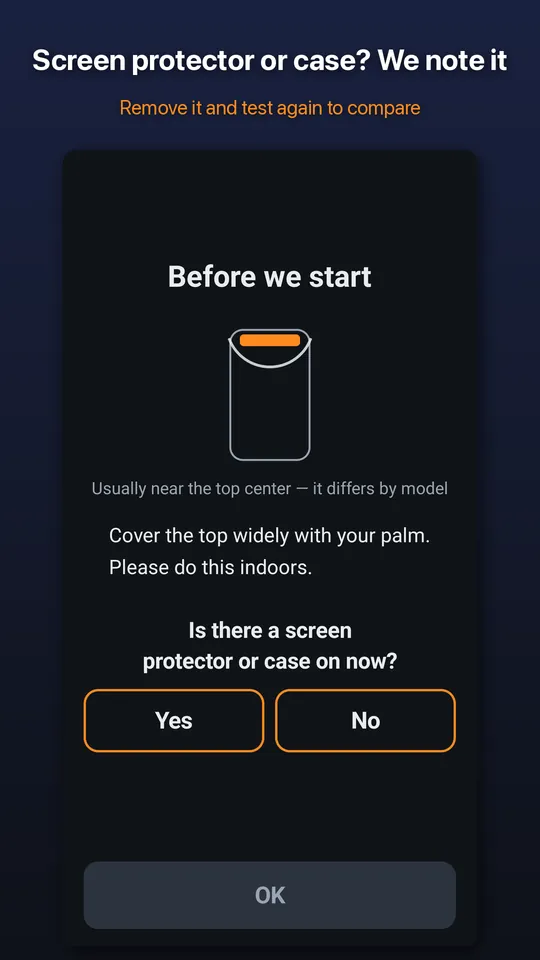 Screen protector or case? We note it
Remove it and test again to compare
Before we start
Usually near the top center — it differs by model
Cover the top widely with your palm.
Please do this indoors.
Is there a screen
protector or case on now?
Yes
No
OK